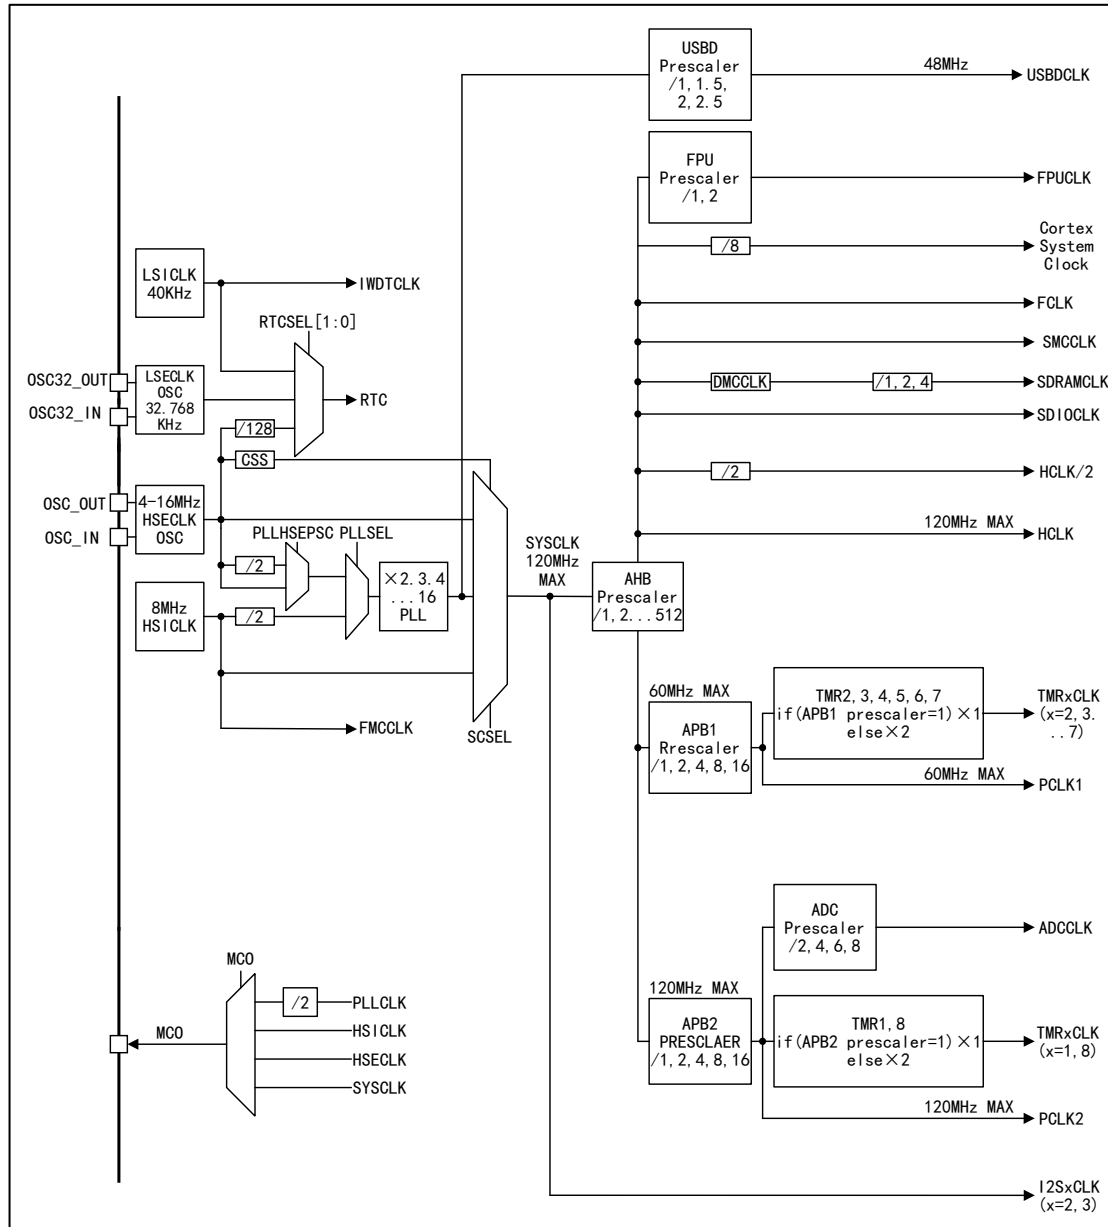 USBD
Prescaler
/1, 1.5,
2, 2.5
48MHz
USBDCLK
FPU
Prescaler
/1, 2
FPUCLK
/8
Cortex
System
Clock
LSICLK
40KHz
IWDTCLK
FCLK
RTCSEL[1:0]
SMCCLK
OSC32_OUT
OSC32_IN
LSECLK
OSC
32.768
KHz
RTC
DMCCLK
/1, 2, 4
SDRAMCLK
SDIOCLK
/128
CSS
/2
HCLK/2
OSC_OUT
OSC_IN
4-16MHz
HSECLK
OSC
120MHz MAX
HCLK
PLLHSEPSC
PLLSEL
SYSCLK
120MHz
MAX
/2
×2. 3. 4
...16
PLL
AHB
Prescaler
/1, 2...512
8MHz
HSICLK
/2
FMCCLK
SCSEL
60MHz MAX
APB1
Rrescaler
/1, 2, 4, 8, 16
TMR2, 3, 4, 5, 6, 7
if(APB1 prescaler=1)×1
else×2
TMRxCLK
(x=2, 3.
..7)
60MHz MAX
PCLK1
ADC
Prescaler
/2, 4, 6, 8
ADCCLK
MCO
/2
PLLCLK
HSICLK
HSECLK
SYSCLK
MCO
120MHz MAX
APB2
PRESCLAER
/1, 2, 4, 8, 16
TMR1, 8
if(APB2 prescaler=1)×1
else×2
TMRxCLK
(x=1, 8)
120MHz MAX
PCLK2
I2SxCLK
(x=2, 3)